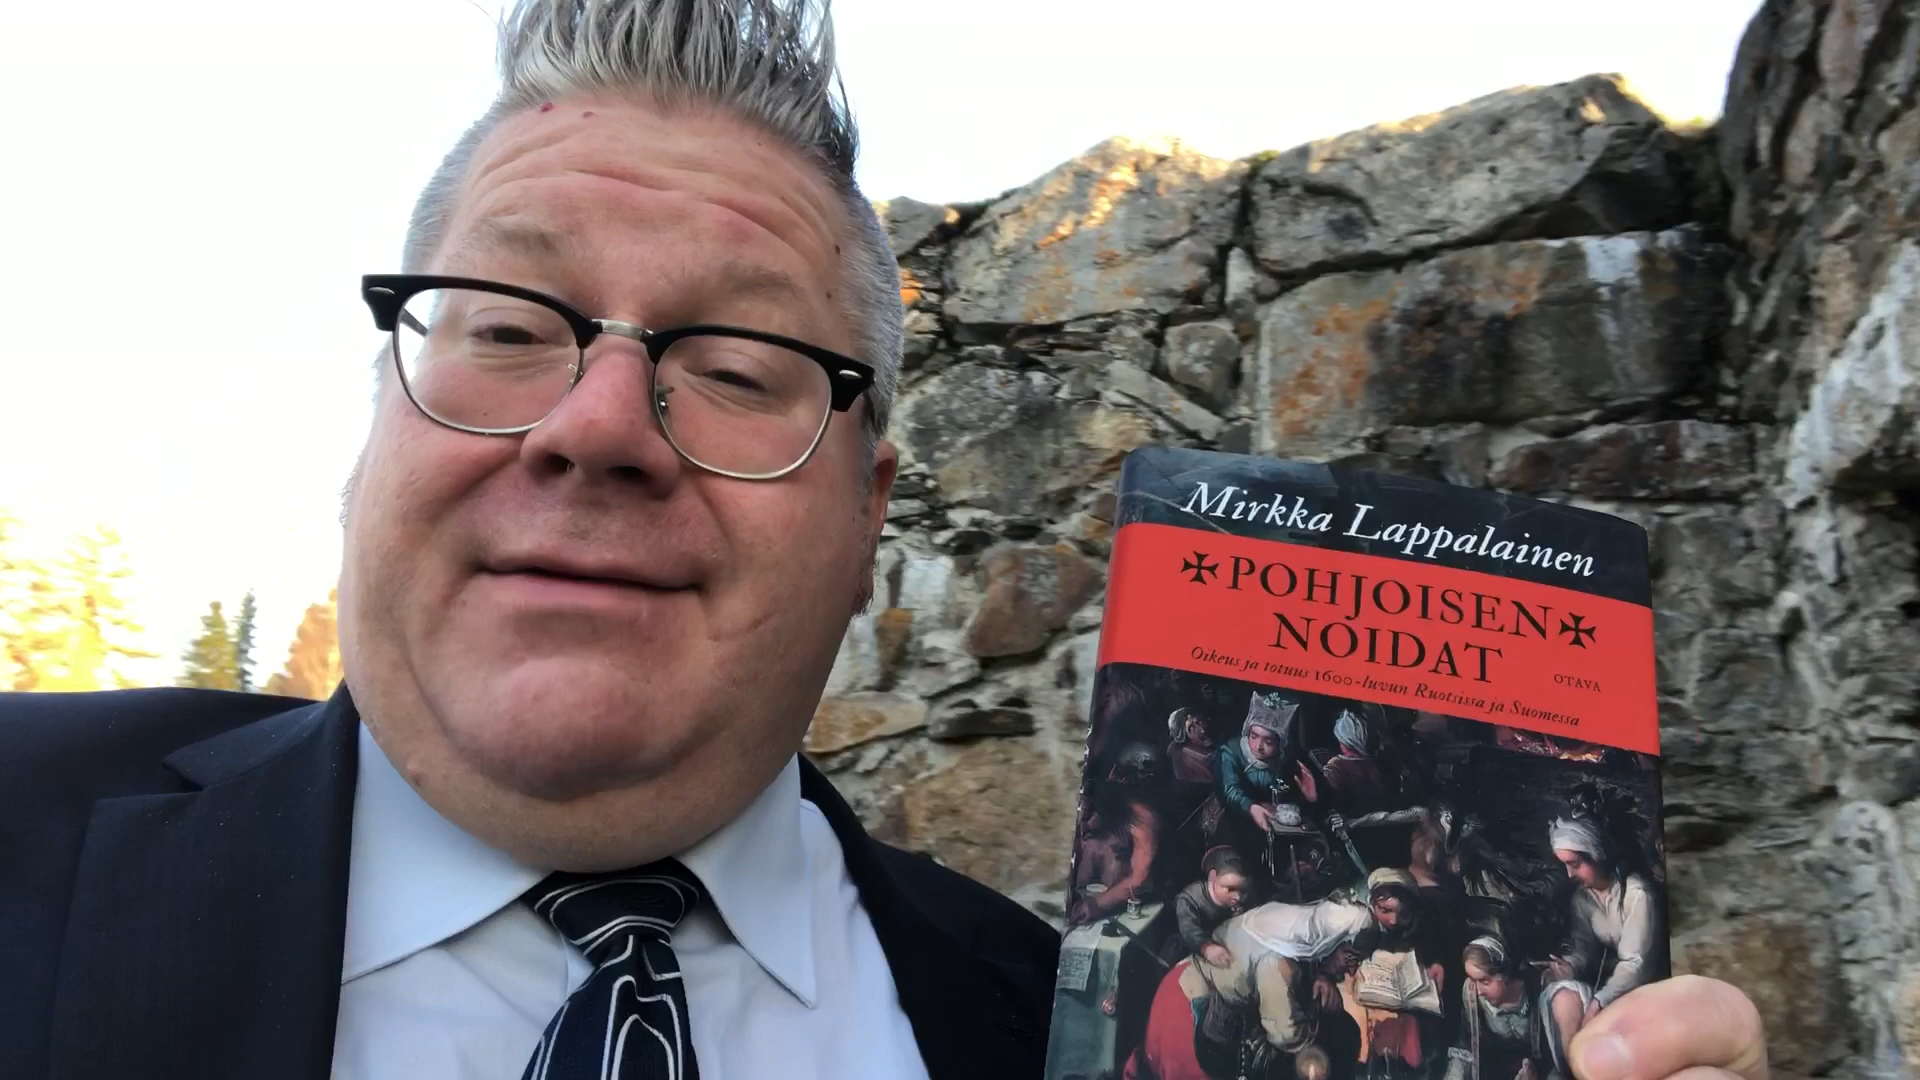 Mirkka Lappalainen
✠POHJOISEN✠
NOIDAT
OTAVA
Oikeus ja totuus 1600-luvun Ruotsissa ja Suomessa